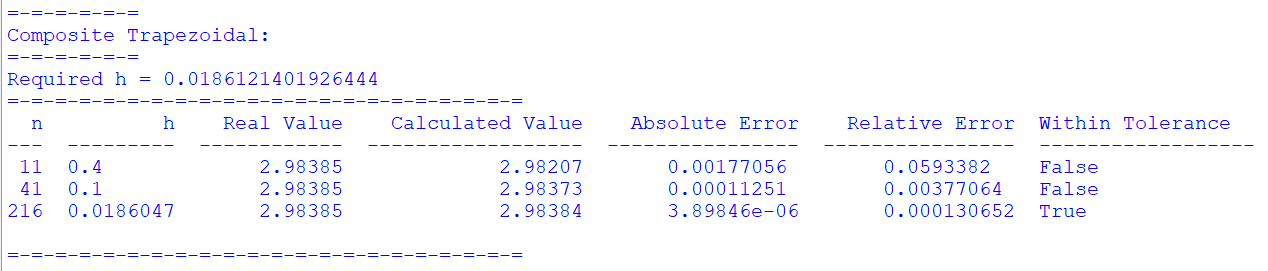 =-=-=-=-=-=
Composite Trapezoidal:
=-=-=-=-=-=
Required h = 0.0186121401926444
=-=-=-=-=-=-=-=-=-=-=-=-=-=-=-=-=-=-=-=-=-=
  n          h    Real Value    Calculated Value    Absolute Error    Relative Error  Within Tolerance
---  ---------  ------------  ------------------  ----------------  ----------------  ------------------
 11  0.4             2.98385             2.98207       0.00177056        0.0593382    False
 41  0.1             2.98385             2.98373       0.00011251        0.00377064   False
216  0.0186047       2.98385             2.98384       3.89846e-06       0.000130652  True
=-=-=-=-=-=-=-=-=-=-=-=-=-=-=-=-=-=-=-=-=-=